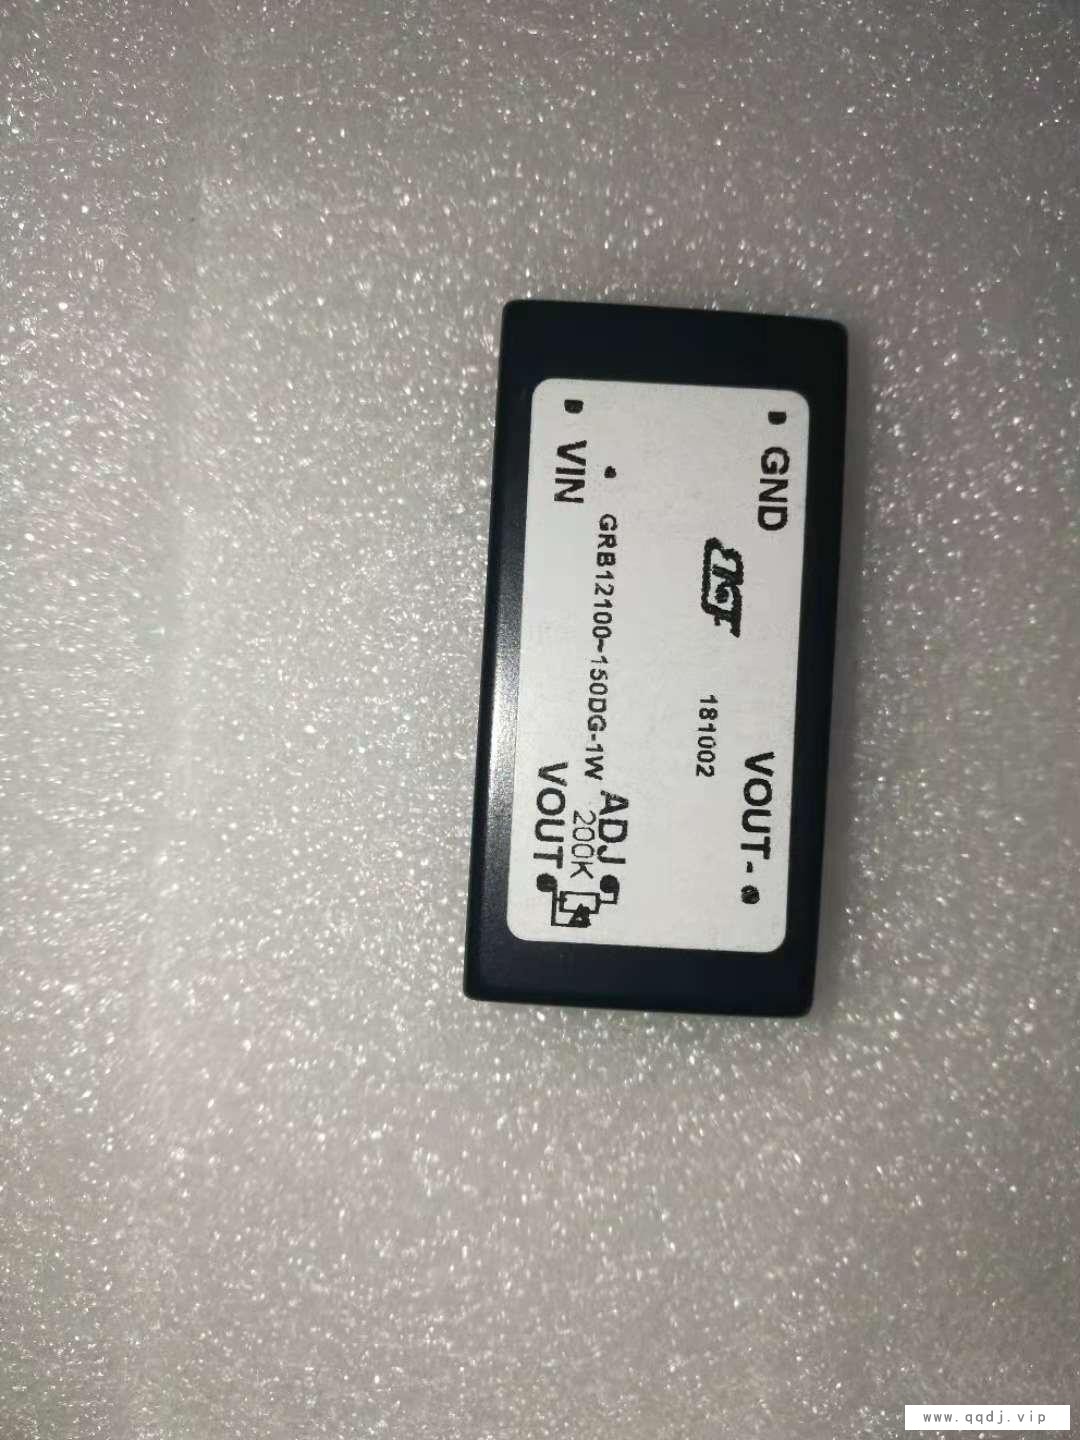 GND
VOUT-
181002
GRB12100~150DG-1W
VIN
ADJ
200K
VOUT
www.qqdj.vip